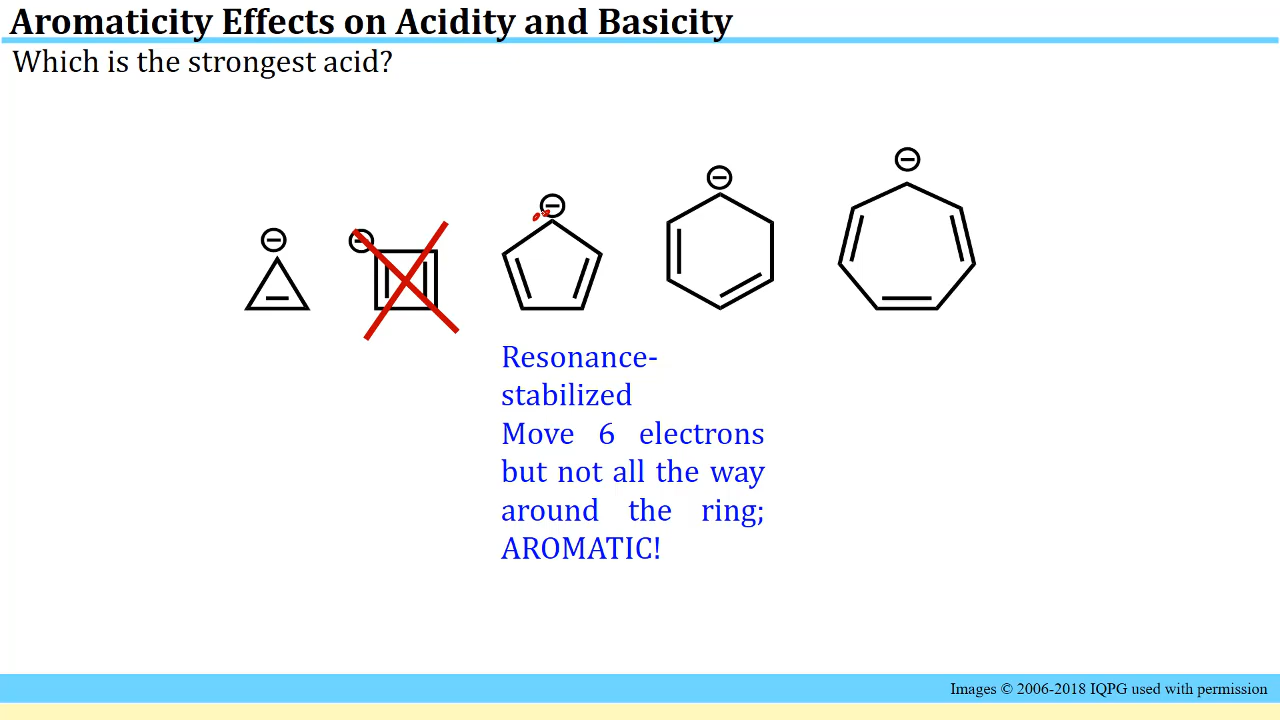 Aromaticity Effects on Acidity and Basicity
Which is the strongest acid?
Resonance-
stabilized
Move 6 electrons
but not all the way
around the ring;
AROMATIC!
Images © 2006-2018 IQPG used with permission